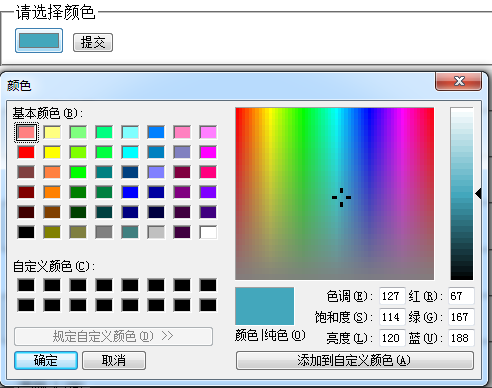 请选择颜色
提交
颜色
基本颜色(B):
自定义颜色(C):
规定自定义颜色(D) >>
确定 取消
颜色|纯色(O)
色调(E): 127 红(R): 67
饱和度(S): 114 绿(G): 167
亮度(L): 120 蓝(U): 188
添加到自定义颜色(A)